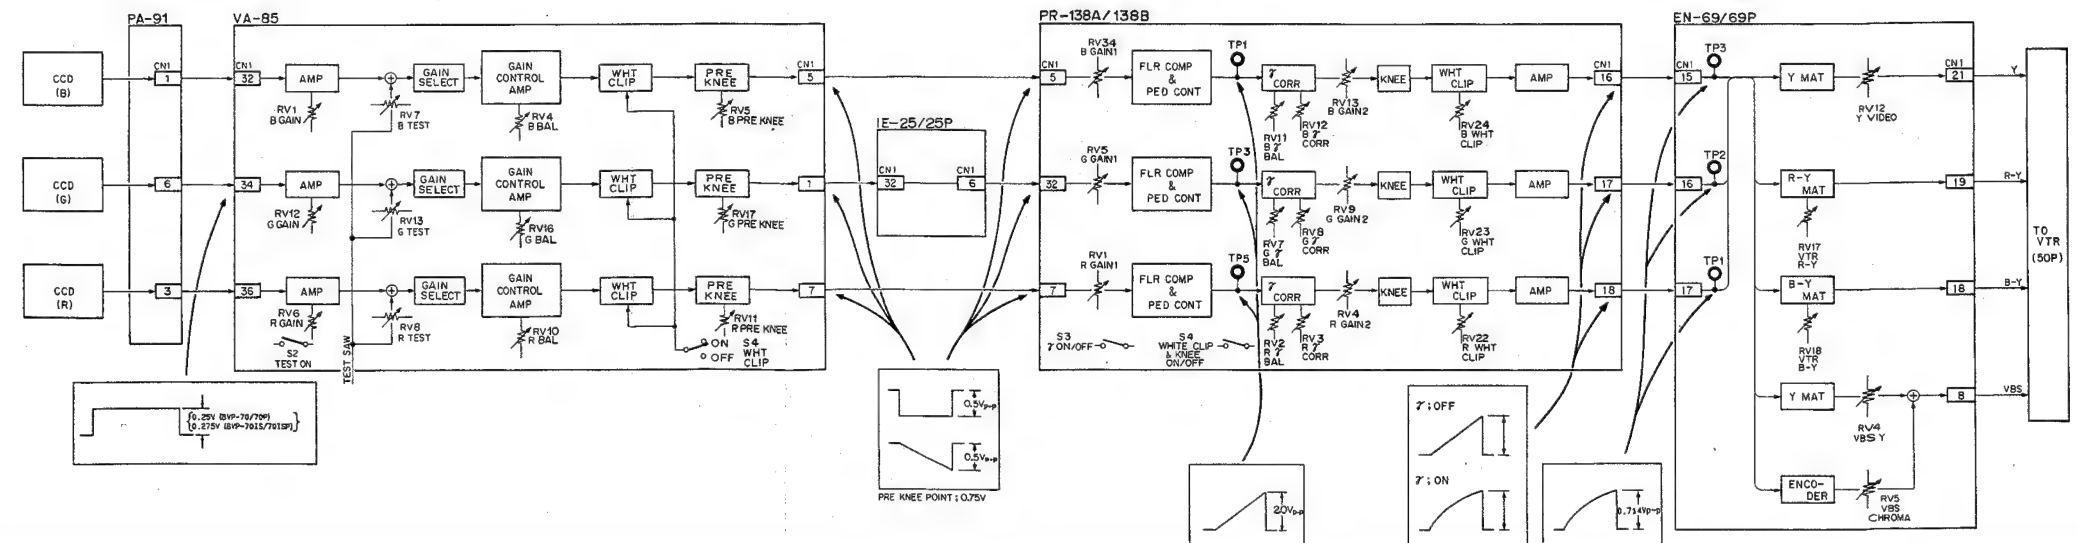 PA-91
VA-85
PR-138A/138B
EN-69/69P
IE-25/25P
CCD
(B)
CCD
(G)
CCD
(R)
CN1
1
6
3
CN1
32
34
36
AMP
RV1
B GAIN
RV7
B TEST
GAIN
SELECT
GAIN
CONTROL
AMP
RV4
B BAL
WHT
CLIP
PRE
KNEE
RV5
B PRE KNEE
CN1
5
AMP
RV12
G GAIN
RV13
G TEST
GAIN
SELECT
GAIN
CONTROL
AMP
RV16
G BAL
WHT
CLIP
PRE
KNEE
RV17
G PRE KNEE
1
AMP
RV6
R GAIN
RV8
R TEST
GAIN
SELECT
GAIN
CONTROL
AMP
RV10
R BAL
WHT
CLIP
PRE
KNEE
RV11
R PRE KNEE
7
S2
TEST ON
TEST SAW
ON
OFF
S4
WHT
CLIP
0.25V (BVP-70/70P)
0.275V (BVP-70IS/70ISP)
CN1
32
CN1
6
0.5Vp-p
0.5Vp-p
PRE KNEE POINT ; 0.75V
CN1
5
RV34
B GAIN1
FLR COMP
&
PED CONT
TP1
γ
CORR
RV11
B γ
BAL
RV12
B γ
CORR
RV13
B GAIN2
KNEE
WHT
CLIP
RV24
B WHT
CLIP
AMP
CN1
16
32
RV5
G GAIN1
FLR COMP
&
PED CONT
TP3
γ
CORR
RV7
G γ
BAL
RV8
G γ
CORR
RV9
G GAIN2
KNEE
WHT
CLIP
RV23
G WHT
CLIP
AMP
17
7
RV1
R GAIN1
FLR COMP
&
PED CONT
TP5
γ
CORR
RV2
R γ
BAL
RV3
R γ
CORR
RV4
R GAIN2
KNEE
WHT
CLIP
RV22
R WHT
CLIP
AMP
18
S3
γ ON/OFF
S4
WHITE CLIP
& KNEE
ON/OFF
2.0Vp-p
γ ; OFF
γ ; ON
0.714Vp-p
CN1
15
TP3
16
TP2
17
TP1
Y MAT
RV12
Y VIDEO
CN1
21
Y
R-Y
MAT
RV17
VTR
R-Y
19
R-Y
B-Y
MAT
RV18
VTR
B-Y
18
B-Y
Y MAT
RV4
VBS Y
8
VBS
ENCO-
DER
RV5
VBS
CHROMA
TO
VTR
(50P)